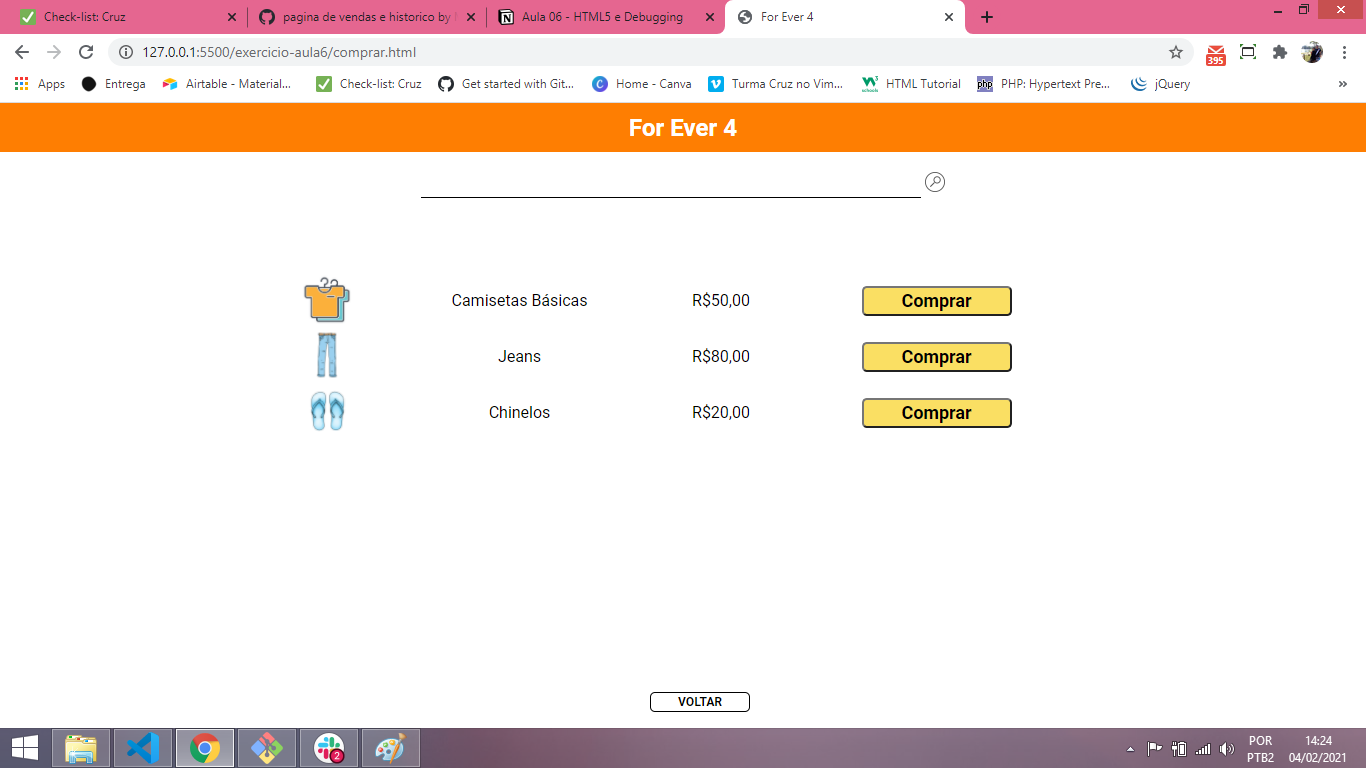 Check-list: Cruz
pagina de vendas e historico by
Aula 06 - HTML5 e Debugging
For Ever 4
127.0.0.1:5500/exercicio-aula6/comprar.html
395
Apps
Entrega
Airtable - Material...
Check-list: Cruz
Get started with Git...
Home - Canva
Turma Cruz no Vim...
HTML Tutorial
php
PHP: Hypertext Pre...
jQuery
For Ever 4
Camisetas Básicas R$50,00 Comprar
Jeans R$80,00 Comprar
Chinelos R$20,00 Comprar
VOLTAR
2
POR 14:24
PTB2 04/02/2021